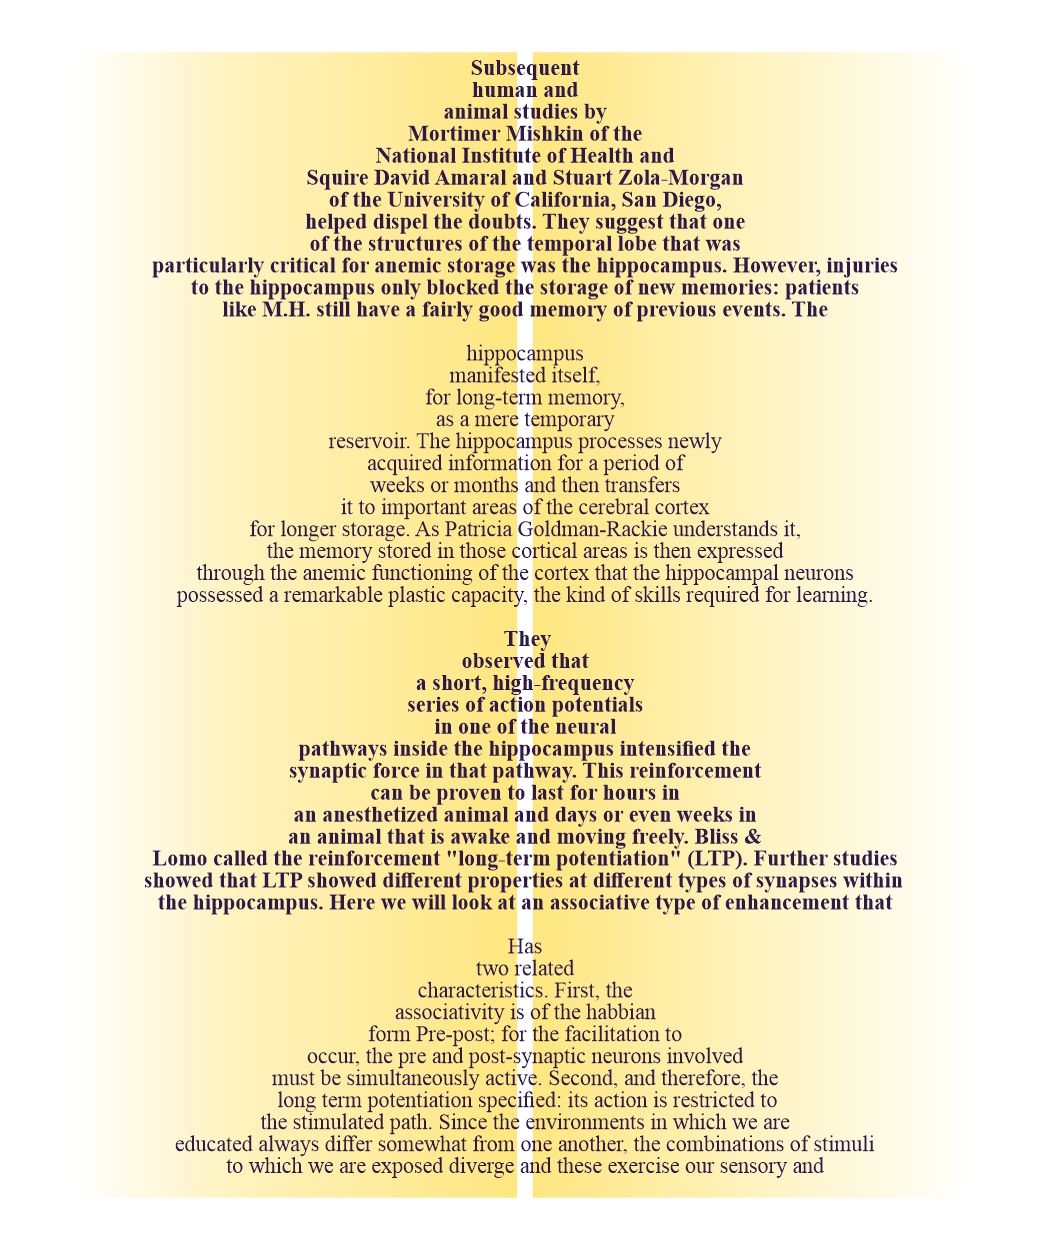 Subsequent
human and
animal studies by
Mortimer Mishkin of the
National Institute of Health and
Squire David Amaral and Stuart Zola-Morgan
of the University of California, San Diego,
helped dispel the doubts. They suggest that one
of the structures of the temporal lobe that was
particularly critical for anemic storage was the hippocampus. However, injuries
to the hippocampus only blocked the storage of new memories: patients
like M.H. still have a fairly good memory of previous events. The
hippocampus
manifested itself,
for long-term memory,
as a mere temporary
reservoir. The hippocampus processes newly
acquired information for a period of
weeks or months and then transfers
it to important areas of the cerebral cortex
for longer storage. As Patricia Goldman-Rackie understands it,
the memory stored in those cortical areas is then expressed
through the anemic functioning of the cortex that the hippocampal neurons
possessed a remarkable plastic capacity, the kind of skills required for learning.
They
observed that
a short, high-frequency
series of action potentials
in one of the neural
pathways inside the hippocampus intensified the
synaptic force in that pathway. This reinforcement
can be proven to last for hours in
an anesthetized animal and days or even weeks in
an animal that is awake and moving freely. Bliss &
Lomo called the reinforcement "long-term potentiation" (LTP). Further studies
showed that LTP showed different properties at different types of synapses within
the hippocampus. Here we will look at an associative type of enhancement that
Has
two related
characteristics. First, the
associativity is of the habbian
form Pre-post; for the facilitation to
occur, the pre and post-synaptic neurons involved
must be simultaneously active. Second, and therefore, the
long term potentiation specified: its action is restricted to
the stimulated path. Since the environments in which we are
educated always differ somewhat from one another, the combinations of stimuli
to which we are exposed diverge and these exercise our sensory and